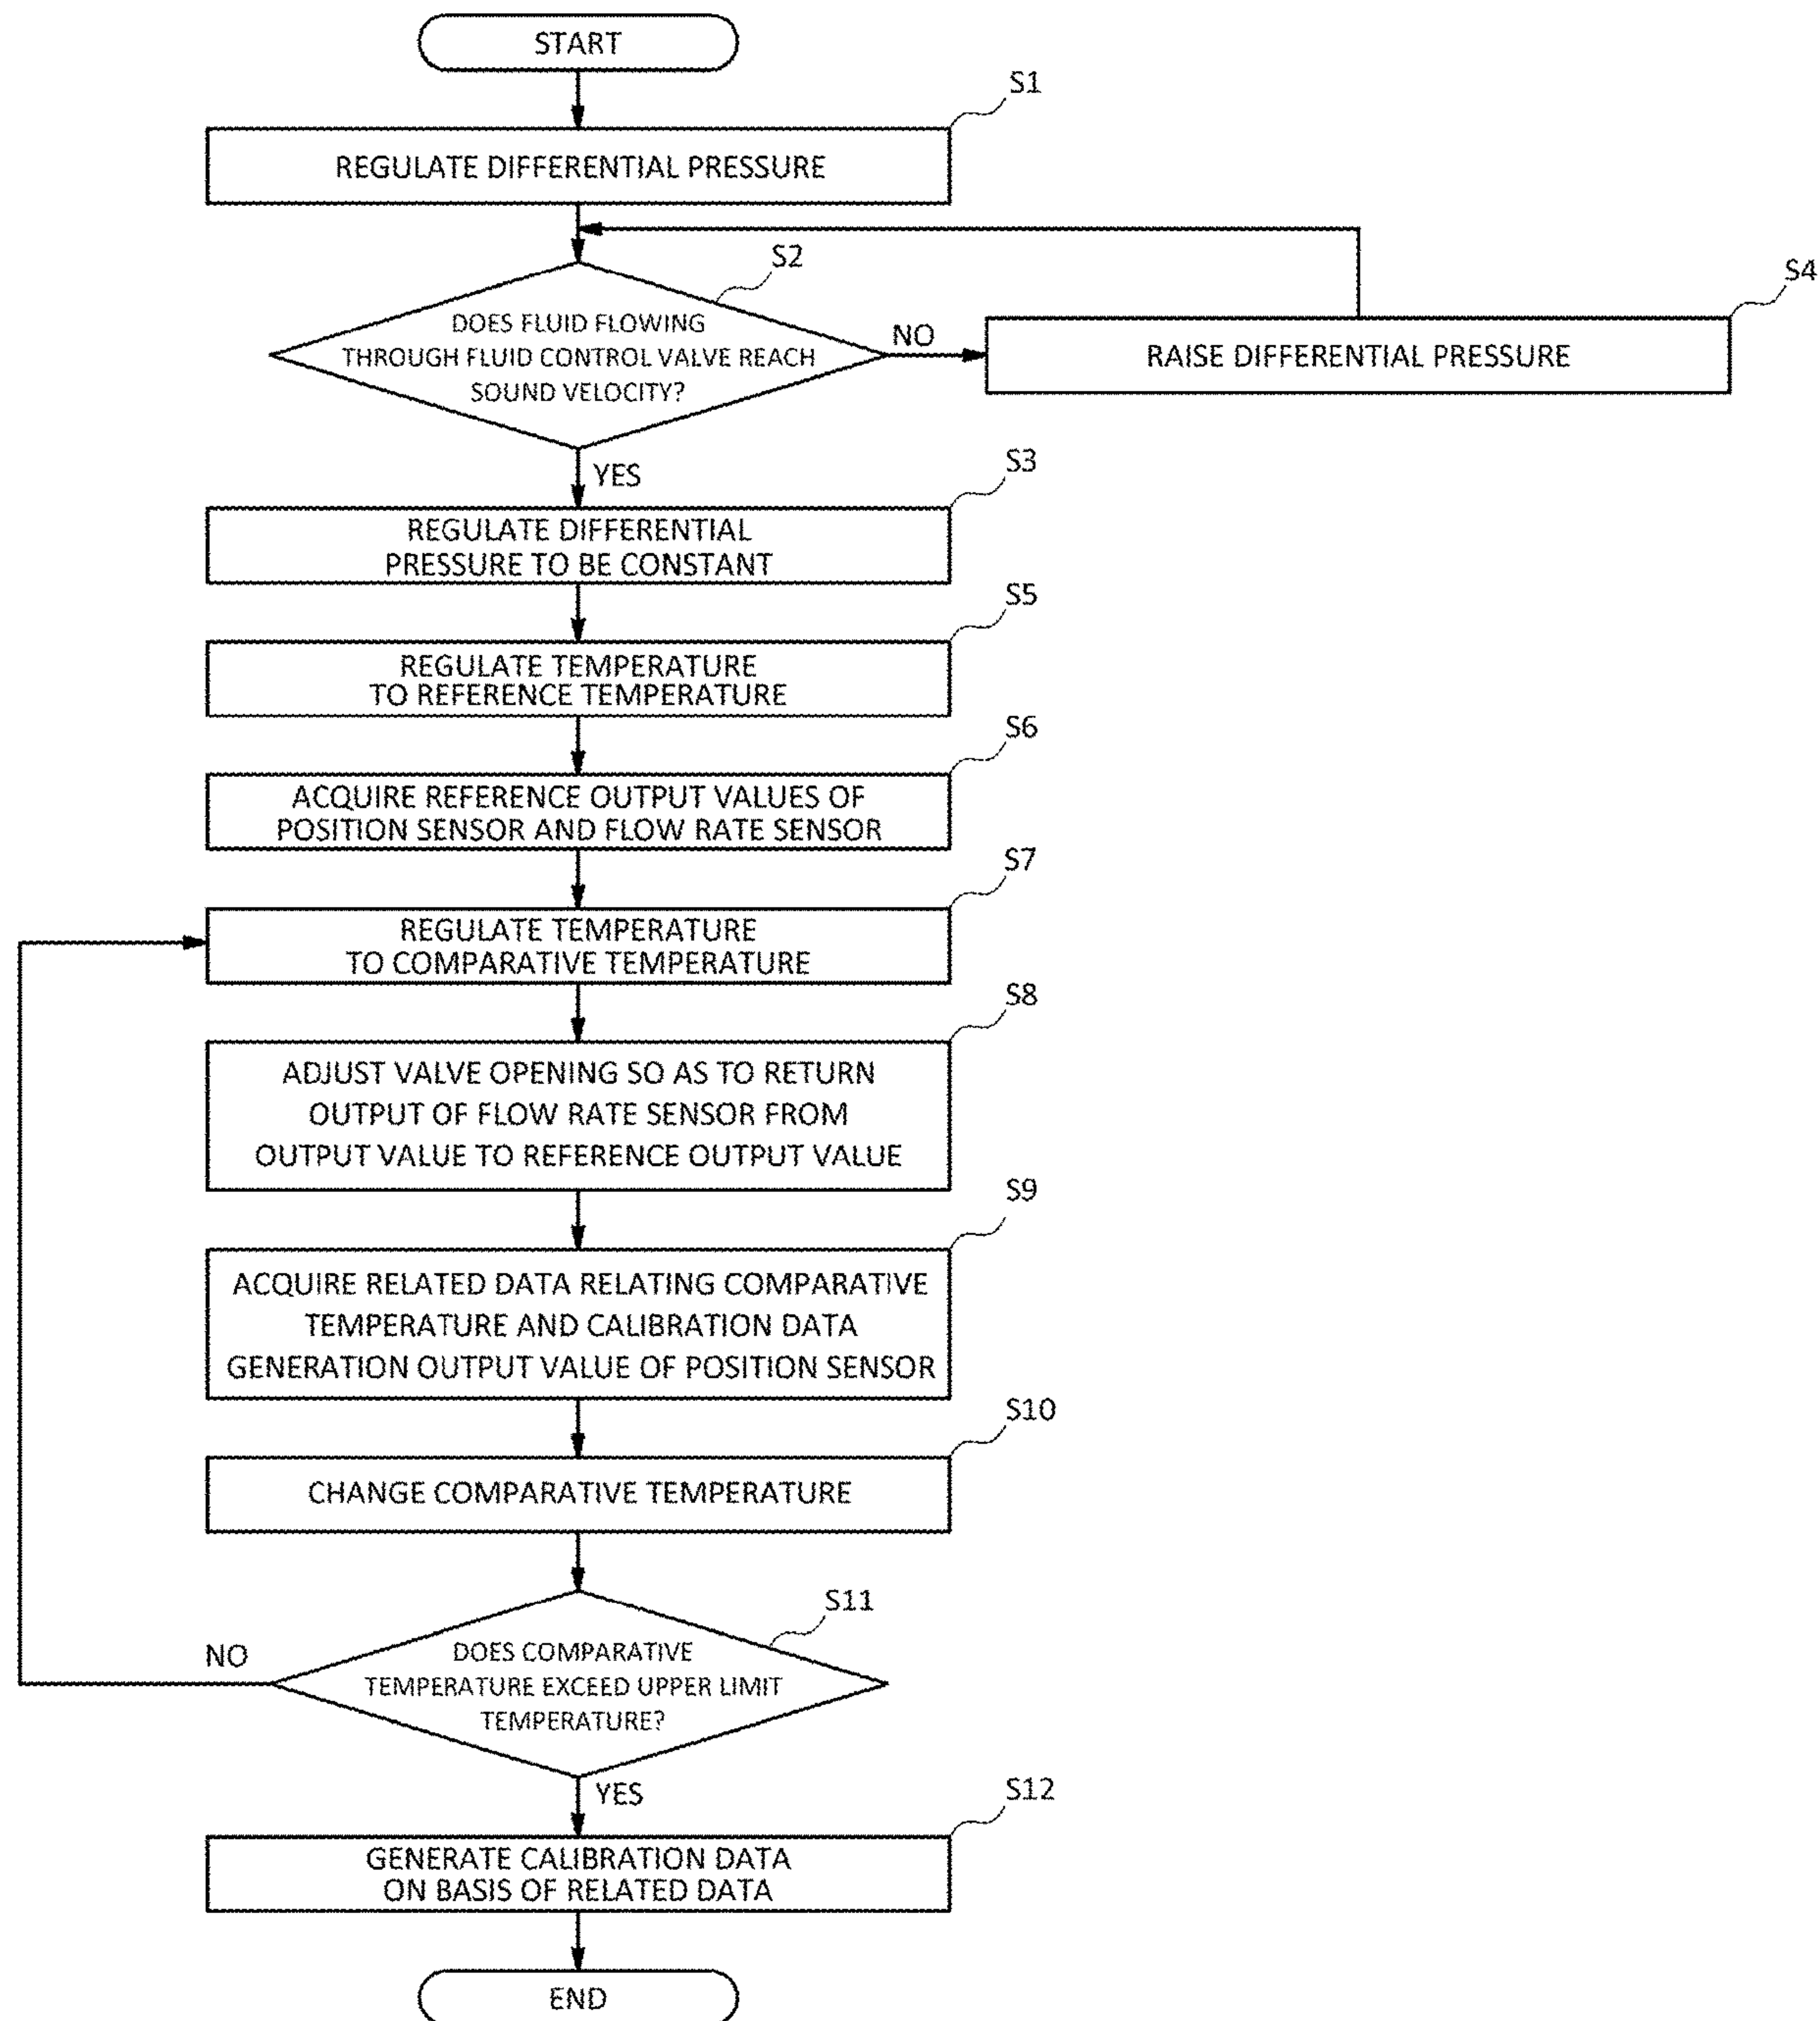 START
S1
REGULATE DIFFERENTIAL PRESSURE
S2
DOES FLUID FLOWING
THROUGH FLUID CONTROL VALVE REACH
SOUND VELOCITY?
NO
S4
RAISE DIFFERENTIAL PRESSURE
YES
S3
REGULATE DIFFERENTIAL
PRESSURE TO BE CONSTANT
S5
REGULATE TEMPERATURE
TO REFERENCE TEMPERATURE
S6
ACQUIRE REFERENCE OUTPUT VALUES OF
POSITION SENSOR AND FLOW RATE SENSOR
S7
REGULATE TEMPERATURE
TO COMPARATIVE TEMPERATURE
S8
ADJUST VALVE OPENING SO AS TO RETURN
OUTPUT OF FLOW RATE SENSOR FROM
OUTPUT VALUE TO REFERENCE OUTPUT VALUE
S9
ACQUIRE RELATED DATA RELATING COMPARATIVE
TEMPERATURE AND CALIBRATION DATA
GENERATION OUTPUT VALUE OF POSITION SENSOR
S10
CHANGE COMPARATIVE TEMPERATURE
S11
NO
DOES COMPARATIVE
TEMPERATURE EXCEED UPPER LIMIT
TEMPERATURE?
YES
S12
GENERATE CALIBRATION DATA
ON BASIS OF RELATED DATA
END